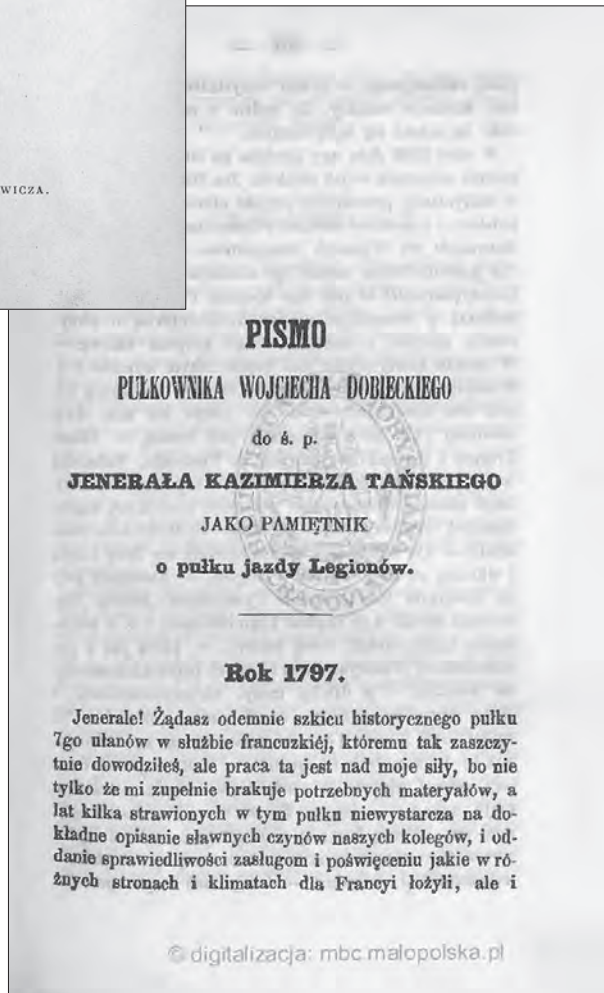 WICZA.
PISMO
PUŁKOWNIKA WOJCIECHA DOBIECKIEGO
do ś. p.
JENERAŁA KAZIMIERZA TAŃSKIEGO
JAKO PAMIĘTNIK
o pułku jazdy Legionów.
Rok 1797.
Jenerale! Żądasz odemnie szkicu historycznego pułku
7go ułanów w służbie francuzkiéj, któremu tak zaszczy-
tnie dowodziłeś, ale praca ta jest nad moje siły, bo nie
tylko że mi zupełnie brakuje potrzebnych materyałów, a
lat kilka strawionych w tym pułku niewystarcza na do-
kładne opisanie sławnych czynów naszych kolegów, i od-
danie sprawiedliwości zasługom i poświęceniu jakie w ró-
żnych stronach i klimatach dla Francyi łożyli, ale i
© digitalizacja: mbc.malopolska.pl